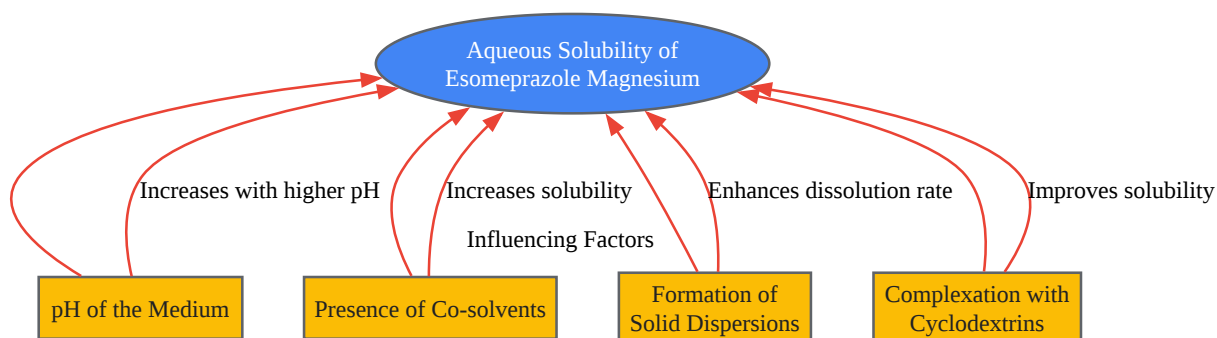 Aqueous Solubility of
Esomeprazole Magnesium
Increases with higher pH
Increases solubility
Enhances dissolution rate
Improves solubility
Influencing Factors
pH of the Medium
Presence of Co-solvents
Formation of
Solid Dispersions
Complexation with
Cyclodextrins